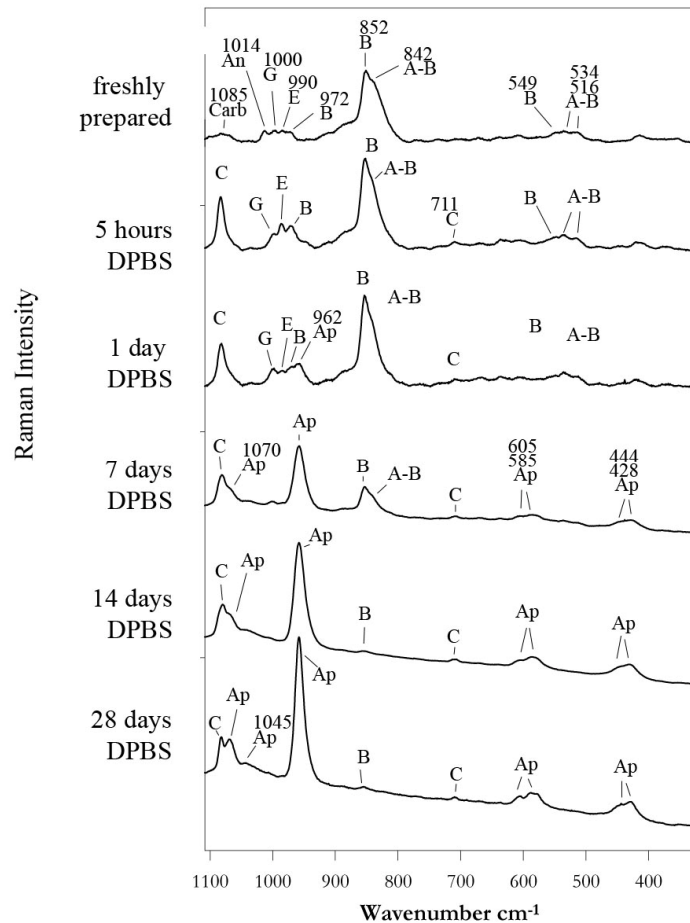 Raman Intensity
freshly
prepared
1014
An
1000
G
990
E
972
B
1085
Carb
852
B
842
A-B
549
B
534
516
A-B
5 hours
DPBS
C
G
E
B
B
A-B
711
C
B
A-B
1 day
DPBS
C
G
E
B
962
Ap
B
A-B
C
B
A-B
7 days
DPBS
C
1070
Ap
Ap
B
A-B
C
605
585
Ap
444
428
Ap
14 days
DPBS
C
Ap
Ap
B
C
Ap
Ap
28 days
DPBS
C
Ap
1045
Ap
Ap
B
C
Ap
Ap
1100 1000 900 800 700 600 500 400
Wavenumber cm-1